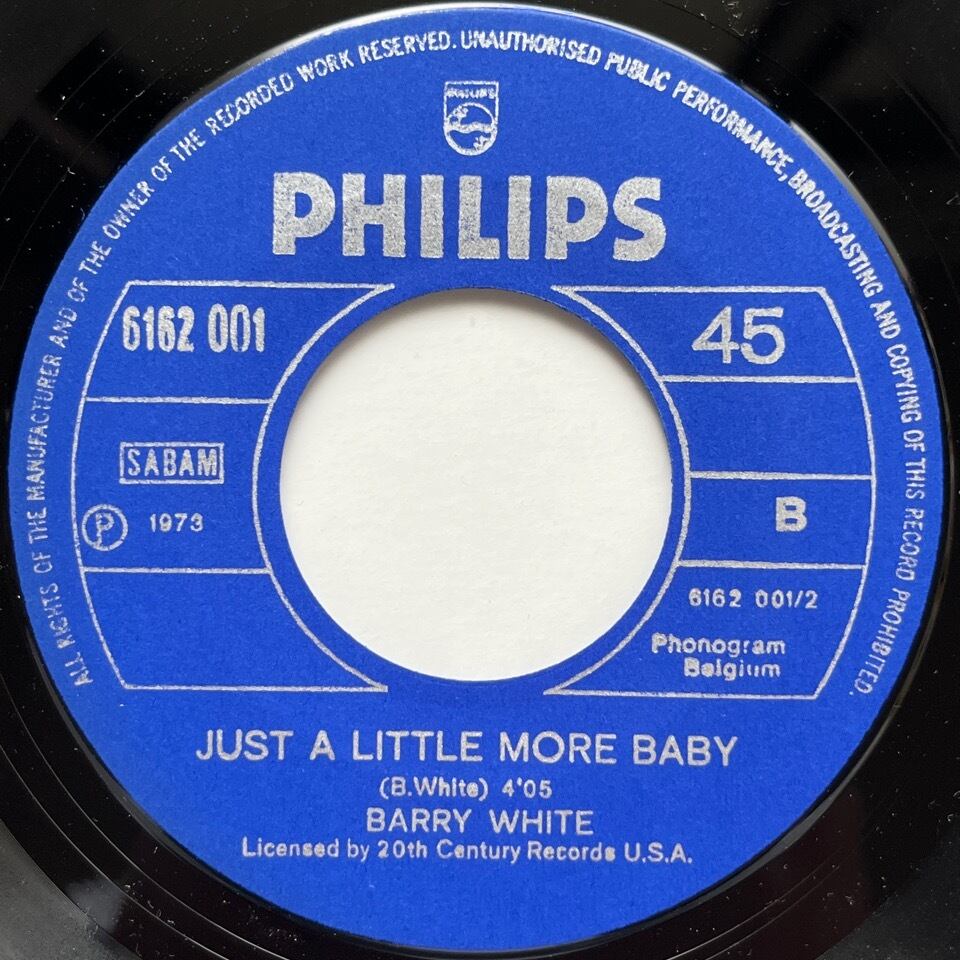 ALL RIGHTS OF THE MANUFACTURER AND OF THE OWNER OF THE RECORDED WORK RESERVED. UNAUTHORISED PUBLIC PERFORMANCE, BROADCASTING AND COPYING OF THIS RECORD PROHIBITED.
PHILIPS
PHILIPS
6162 001
45
SABAM
P 1973
B
6162 001/2
Phonogram
Belgium
JUST A LITTLE MORE BABY
(B.White) 4'05
BARRY WHITE
Licensed by 20th Century Records U.S.A.